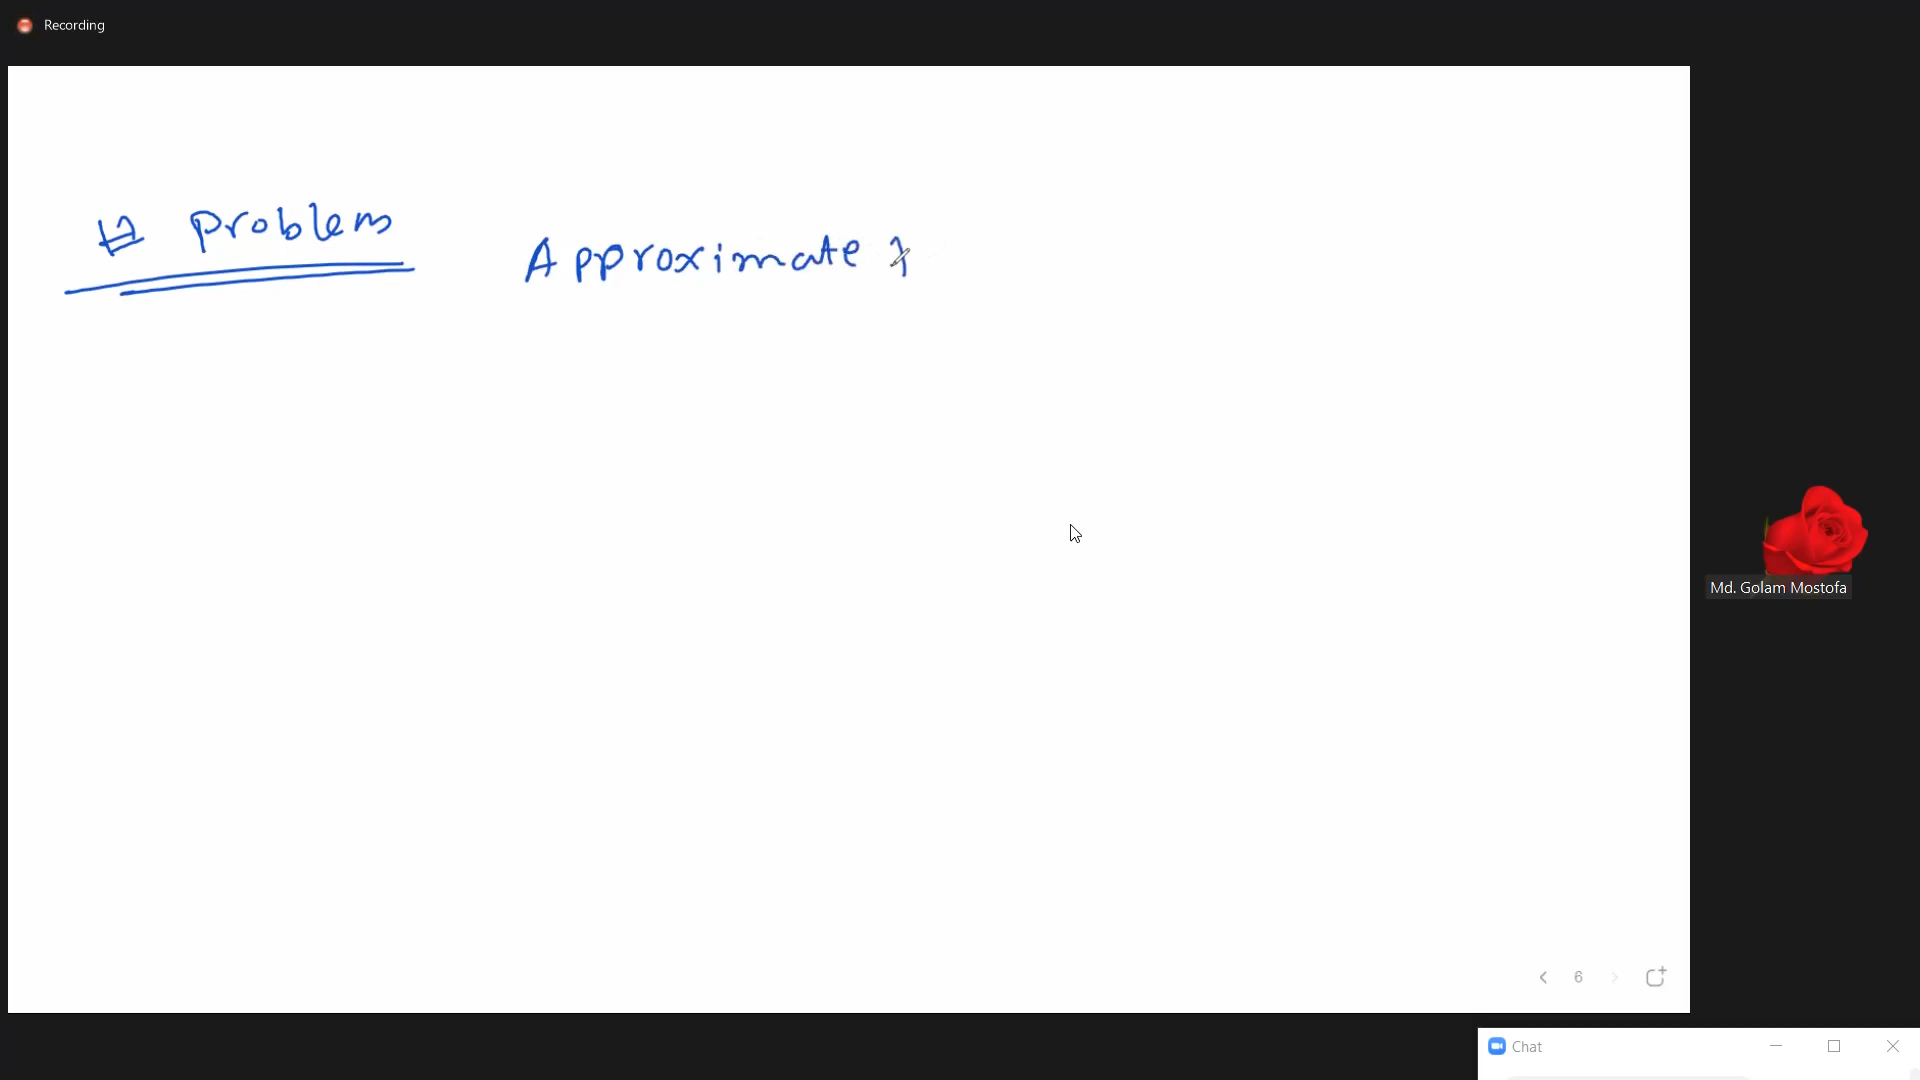 Recording
# Problem
Approximate
Md. Golam Mostofa
6
Chat